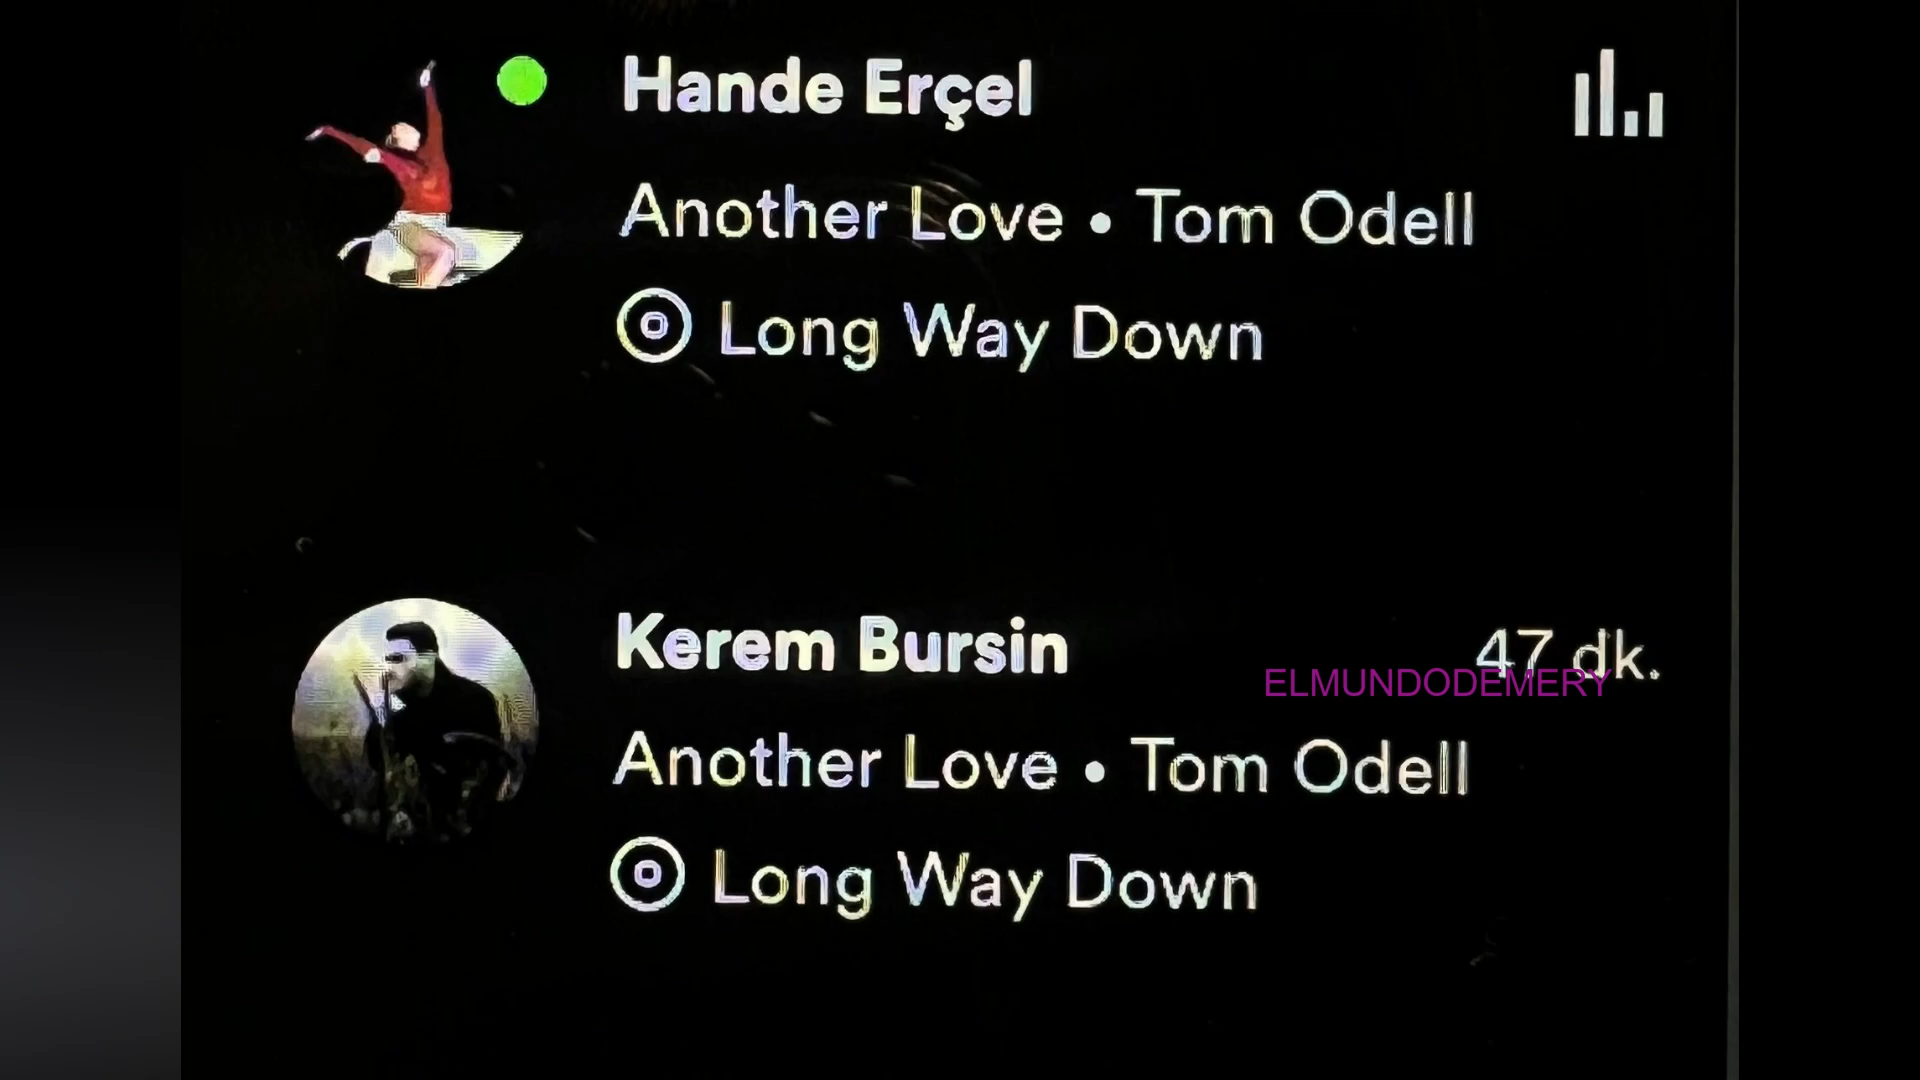 Hande Erçel
Another Love • Tom Odell
Long Way Down
Kerem Bursin
47 dk.
ELMUNDODEMERY
Another Love • Tom Odell
Long Way Down